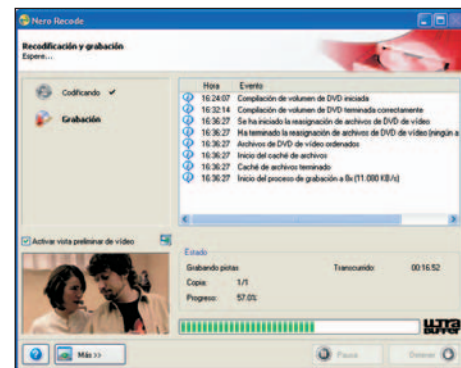 Nero Recode
Recodificación y grabación
Espere...
Codificando
Grabación
Hora Evento
16:24:07 Compilación de volumen de DVD iniciada
16:32:14 Compilación de volumen de DVD terminada correctamente
16:36:27 Se ha iniciado la reasignación de archivos de DVD de vídeo
16:36:27 Ha terminado la reasignación de archivos de DVD de vídeo (ningún a
16:36:27 Archivos de DVD de vídeo ordenados
16:36:27 Inicio del caché de archivos
16:36:27 Caché de archivos terminado
16:36:27 Inicio del proceso de grabación a 8x (11.080 KB/s)
Activar vista preliminar de vídeo
Estado
Grabando pistas Transcurrido: 00:16:52
Copia: 1/1
Progreso: 57.0%
ULTRA
BUFFER
Más >> Pausa Detener